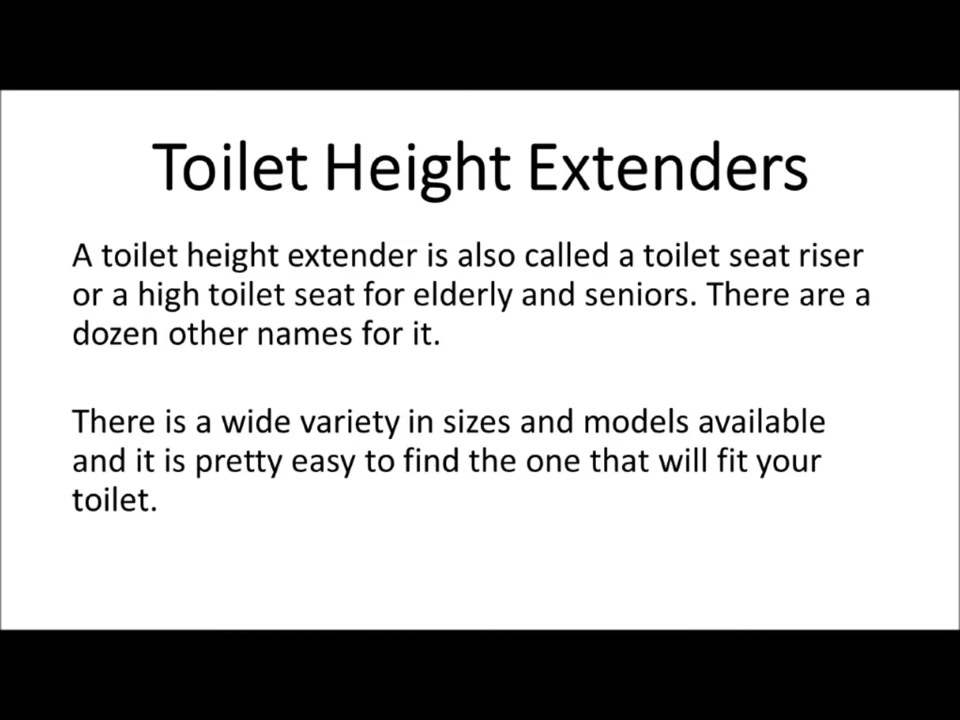 Toilet Height Extenders
A toilet height extender is also called a toilet seat riser
or a high toilet seat for elderly and seniors. There are a
dozen other names for it.
There is a wide variety in sizes and models available
and it is pretty easy to find the one that will fit your
toilet.